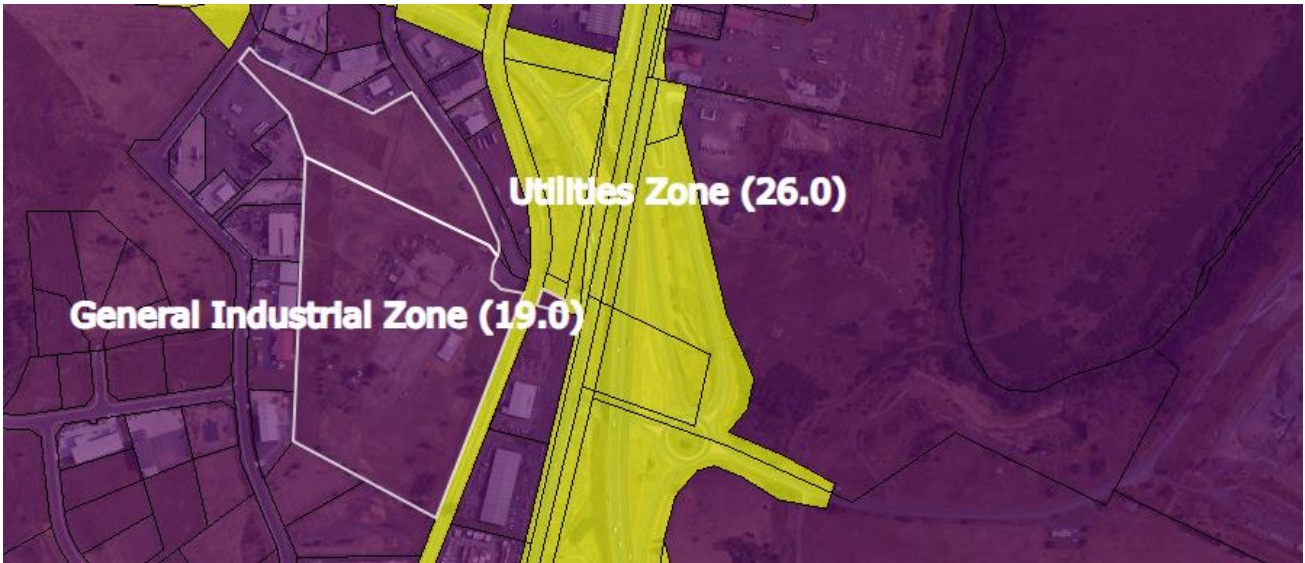 Utilities Zone (26.0)
General Industrial Zone (19.0)